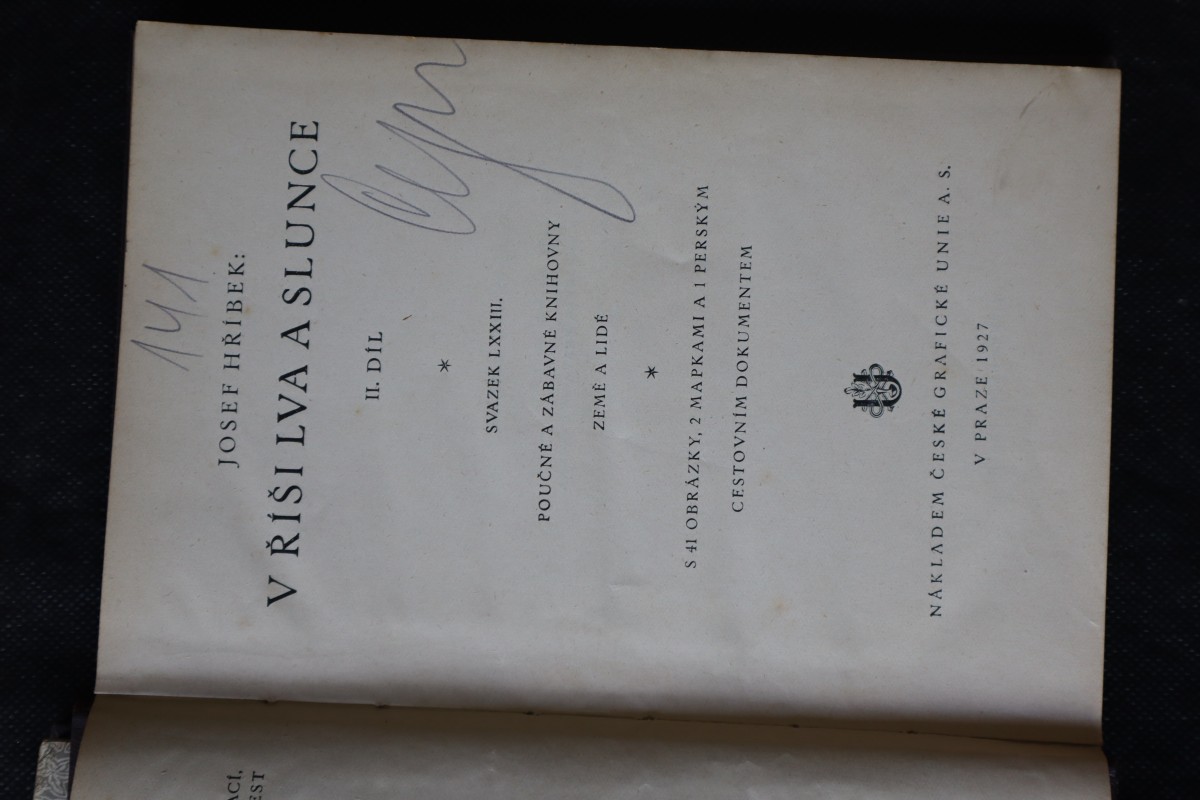 141
JOSEF HŘÍBEK:
V ŘÍŠI LVA A SLUNCE
II. DÍL
*
SVAZEK LXXIII.
POUČNÉ A ZÁBAVNÉ KNIHOVNY
ZEMĚ A LIDÉ
*
S 41 OBRÁZKY, 2 MAPKAMI A 1 PERSKÝM
CESTOVNÍM DOKUMENTEM
NÁKLADEM ČESKÉ GRAFICKÉ UNIE A. S.
V PRAZE 1927